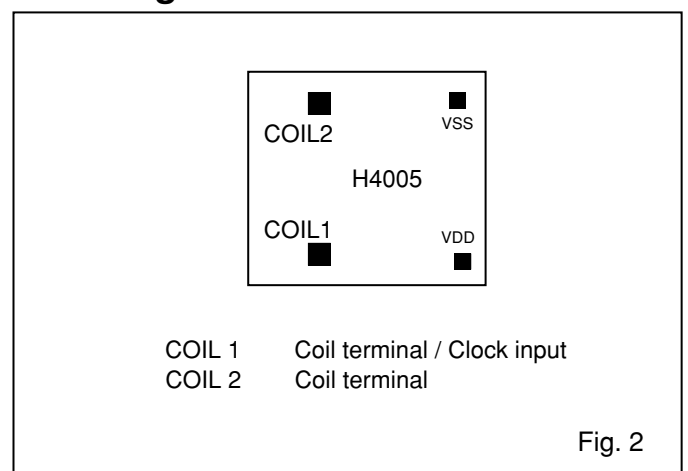 COIL2 VSS
H4005
COIL1 VDD
COIL 1 Coil terminal / Clock input
COIL 2 Coil terminal
Fig. 2